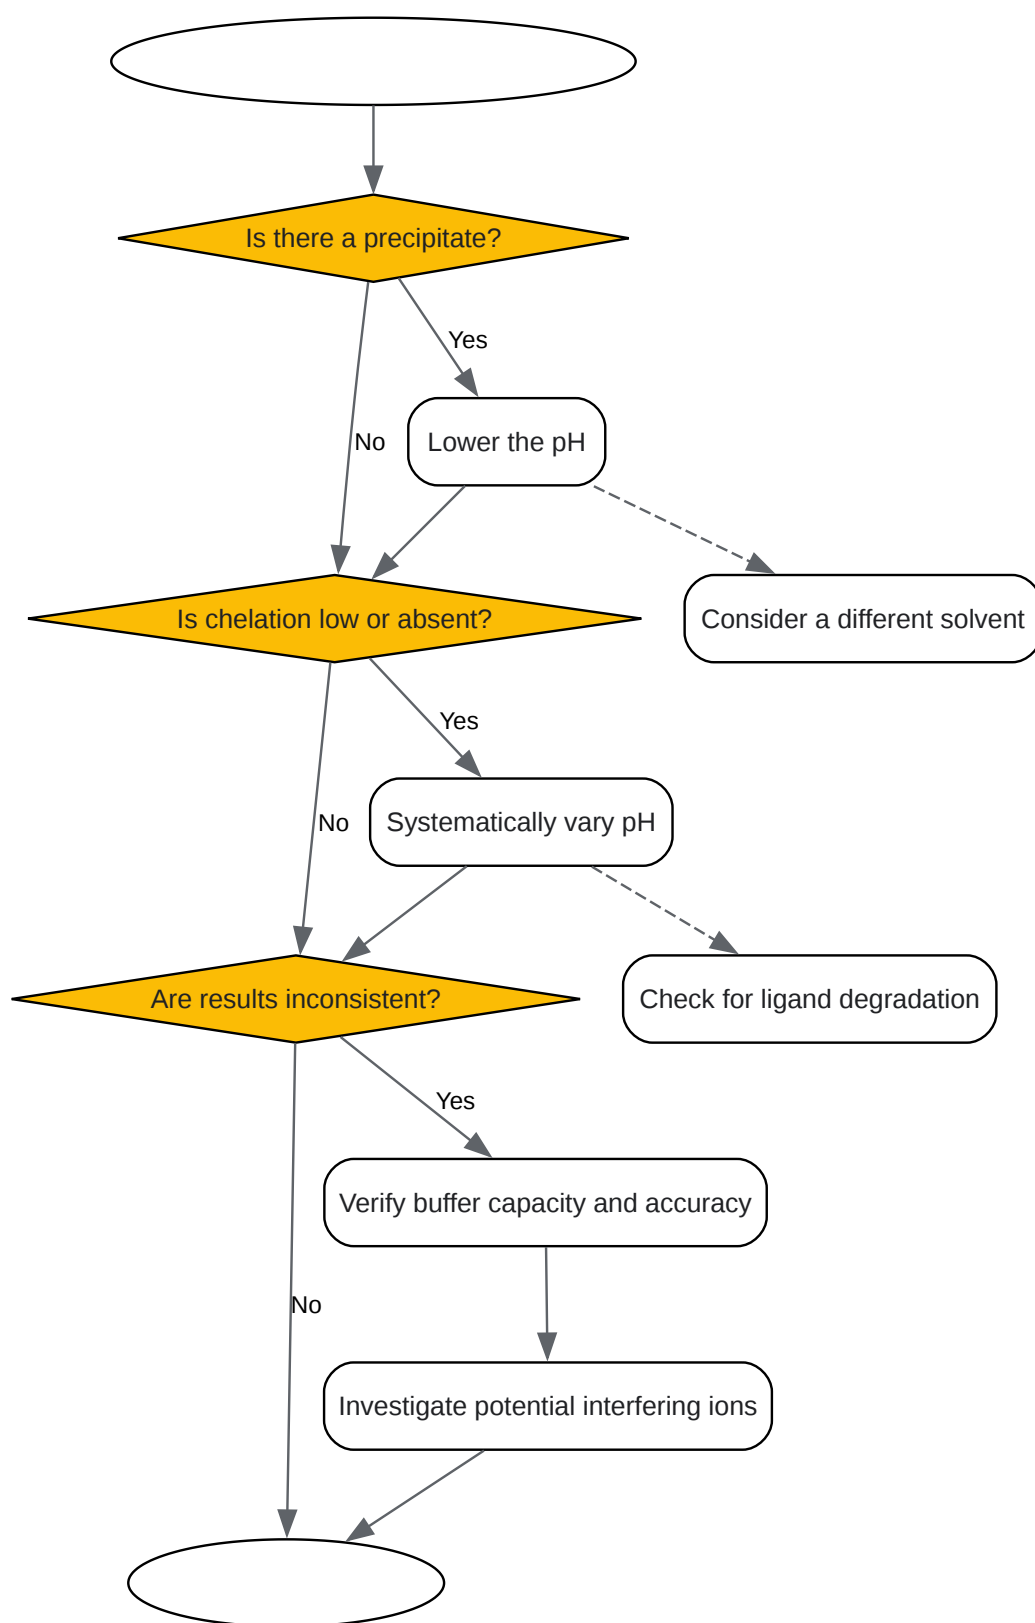 Is there a precipitate?
Yes
No
Lower the pH
Is chelation low or absent?
Consider a different solvent
Yes
No
Systematically vary pH
Are results inconsistent?
Check for ligand degradation
Yes
Verify buffer capacity and accuracy
No
Investigate potential interfering ions